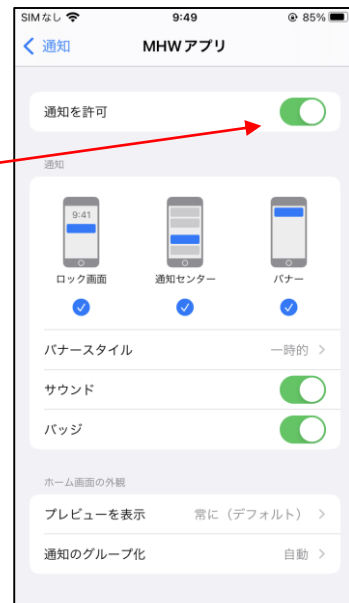 SIMなし 9:49 85%
通知 MHWアプリ
通知を許可
通知
9:41
ロック画面 通知センター バナー
バナースタイル 一時的
サウンド
バッジ
ホーム画面の外観
プレビューを表示 常に（デフォルト）
通知のグループ化 自動